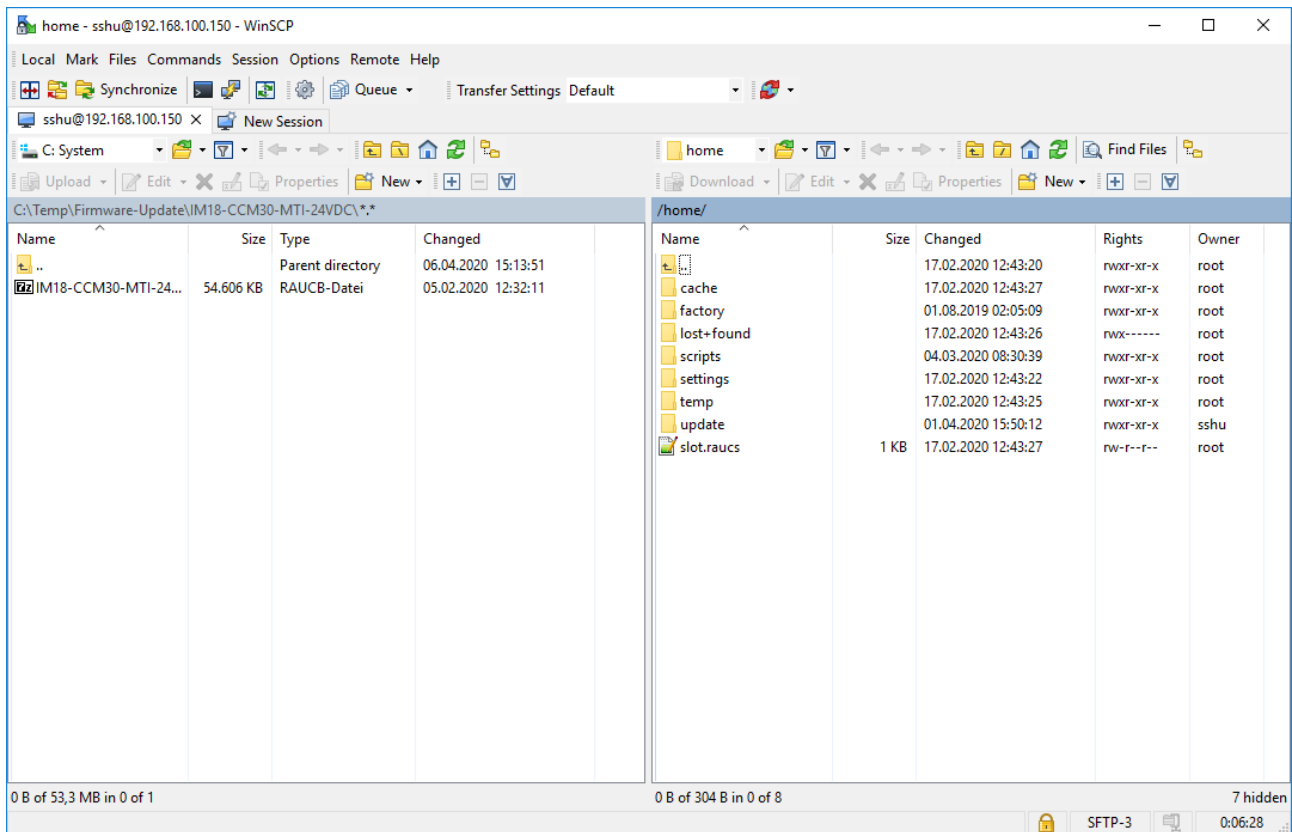 home - sshu@192.168.100.150 - WinSCP
Local Mark Files Commands Session Options Remote Help
Synchronize Queue Transfer Settings Default
sshu@192.168.100.150 × New Session
C: System home Find Files
Upload Edit Properties New Download Edit Properties New
C:\Temp\Firmware-Update\IM18-CCM30-MTI-24VDC\*.* /home/
Name Size Type Changed Name Size Changed Rights Owner
.. Parent directory 06.04.2020 15:13:51 .. 17.02.2020 12:43:20 rwxr-xr-x root
IM18-CCM30-MTI-24... 54.606 KB RAUCB-Datei 05.02.2020 12:32:11 cache 17.02.2020 12:43:27 rwxr-xr-x root
factory 01.08.2019 02:05:09 rwxr-xr-x root
lost+found 17.02.2020 12:43:26 rwx------ root
scripts 04.03.2020 08:30:39 rwxr-xr-x root
settings 17.02.2020 12:43:22 rwxr-xr-x root
temp 17.02.2020 12:43:25 rwxr-xr-x root
update 01.04.2020 15:50:12 rwxr-xr-x sshu
slot.raucs 1 KB 17.02.2020 12:43:27 rw-r--r-- root
0 B of 53,3 MB in 0 of 1 0 B of 304 B in 0 of 8 7 hidden
SFTP-3 0:06:28